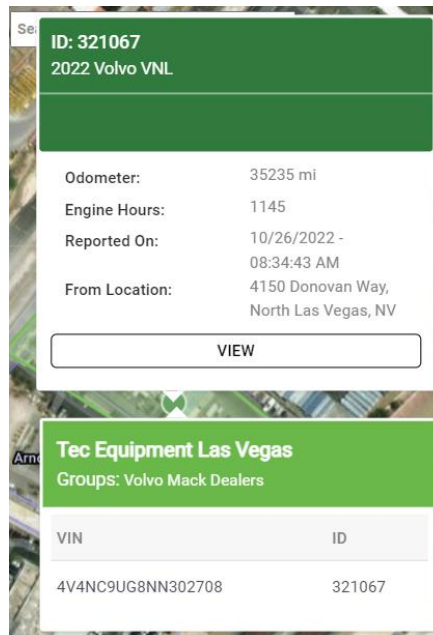 Sea
ID: 321067
2022 Volvo VNL
Odometer: 35235 mi
Engine Hours: 1145
Reported On: 10/26/2022 -
08:34:43 AM
From Location: 4150 Donovan Way,
North Las Vegas, NV
VIEW
Tec Equipment Las Vegas
Groups: Volvo Mack Dealers
VIN ID
4V4NC9UG8NN302708 321067